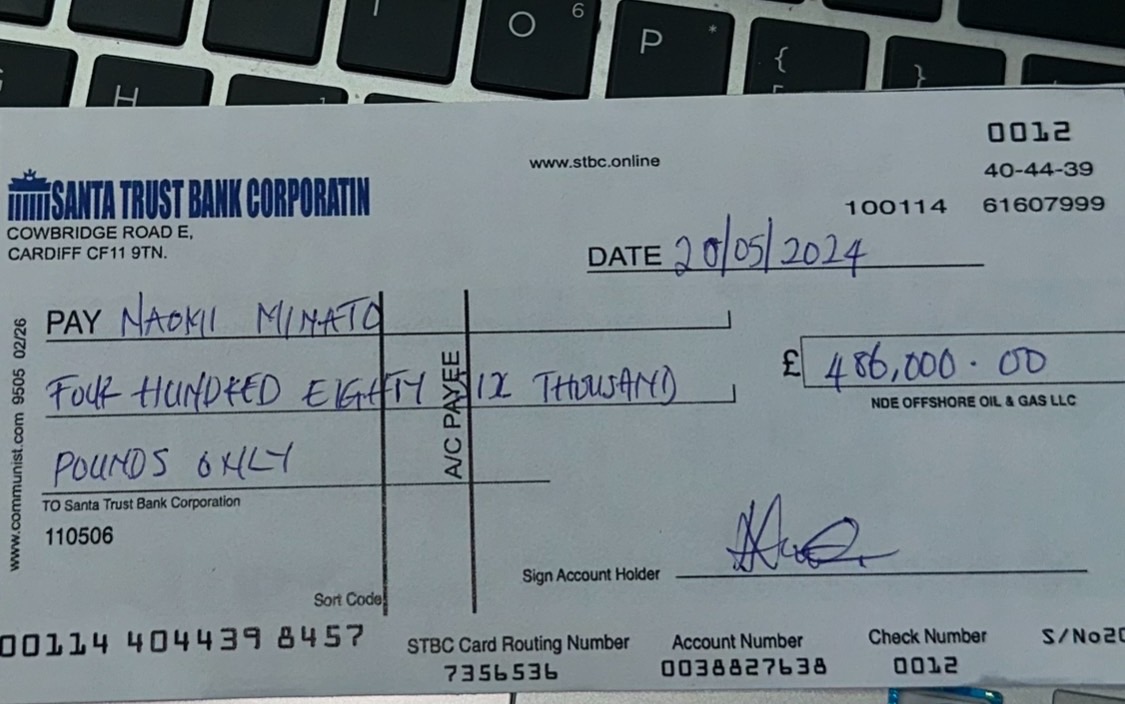 O 6
P *
{
}
H
0012
www.stbc.online
40-44-39
SANTA TRUST BANK CORPORATIN
100114 61607999
COWBRIDGE ROAD E,
CARDIFF CF11 9TN.
DATE 20/05/2024
PAY NAOKII MINATO
£ 486,000.00
FOUR HUNDRED EIGHTY SIX THOUSAND
NDE OFFSHORE OIL & GAS LLC
POUNDS ONLY
A/C PAYEE
www.communist.com 9505 02/26
TO Santa Trust Bank Corporation
110506
Sign Account Holder
Sort Code
00114 404439 8457
STBC Card Routing Number
7356536
Account Number
0038827638
Check Number
0012
S/No20